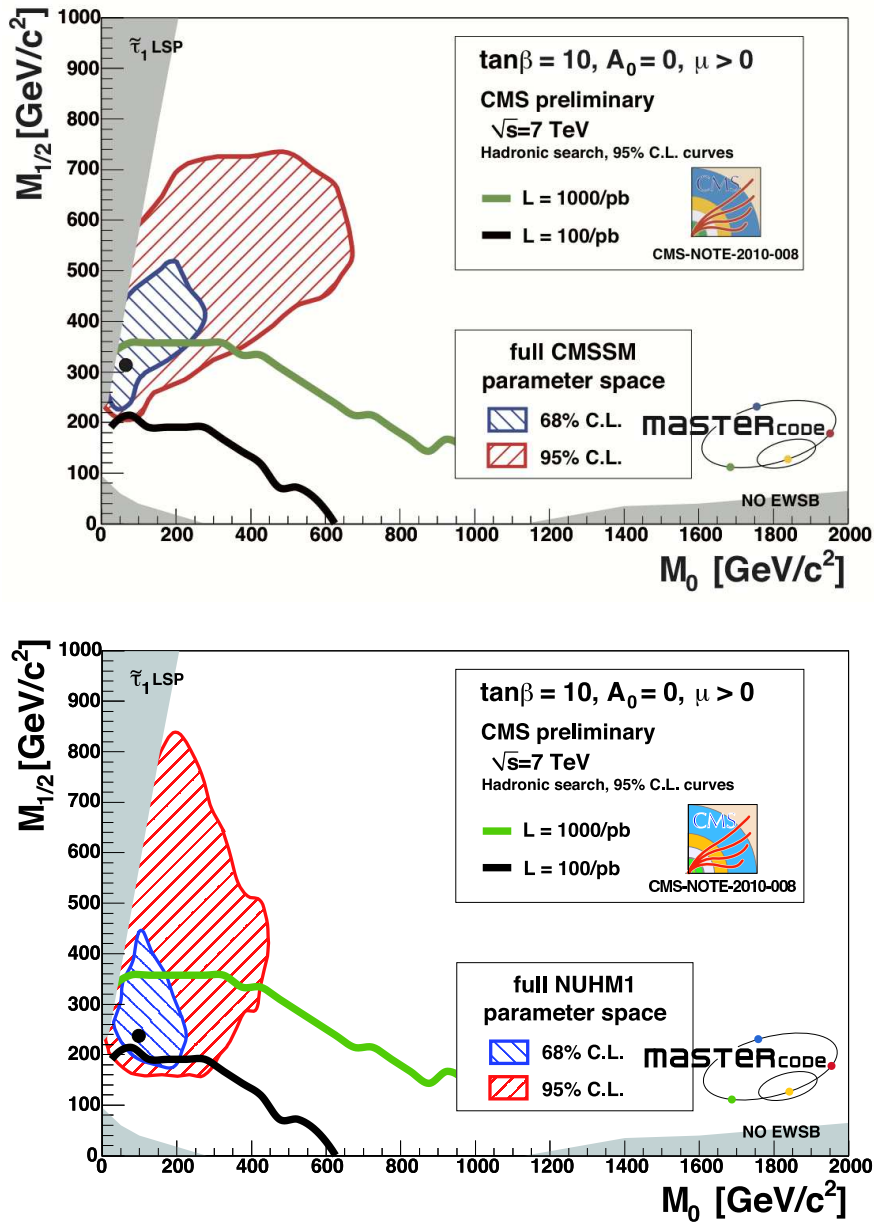 M₁/₂ [GeV/c²]
1000
900
800
700
600
500
400
300
200
100
0
τ̃₁ LSP
tanβ = 10, A₀ = 0, μ > 0
CMS preliminary
√s=7 TeV
Hadronic search, 95% C.L. curves
L = 1000/pb
L = 100/pb
CMS
CMS-NOTE-2010-008
full CMSSM
parameter space
68% C.L.
95% C.L.
MASTERCODE
NO EWSB
0 200 400 600 800 1000 1200 1400 1600 1800 2000
M₀ [GeV/c²]
M₁/₂ [GeV/c²]
1000
900
800
700
600
500
400
300
200
100
0
τ̃₁ LSP
tanβ = 10, A₀ = 0, μ > 0
CMS preliminary
√s=7 TeV
Hadronic search, 95% C.L. curves
L = 1000/pb
L = 100/pb
CMS
CMS-NOTE-2010-008
full NUHM1
parameter space
68% C.L.
95% C.L.
MASTERCODE
NO EWSB
0 200 400 600 800 1000 1200 1400 1600 1800 2000
M₀ [GeV/c²]